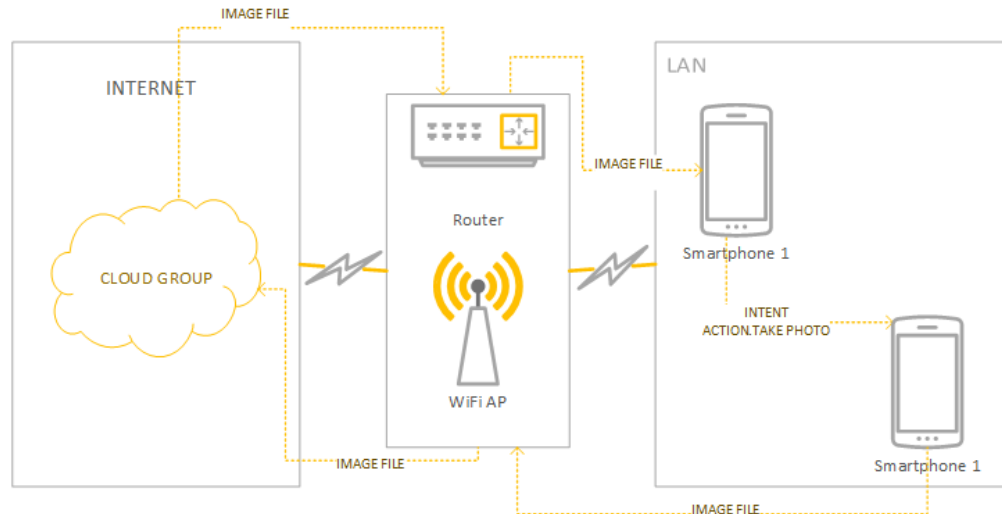 IMAGE FILE
INTERNET
LAN
IMAGE FILE
Router
Smartphone 1
CLOUD GROUP
INTENT
ACTION.TAKE PHOTO
WiFi AP
IMAGE FILE
Smartphone 1
IMAGE FILE